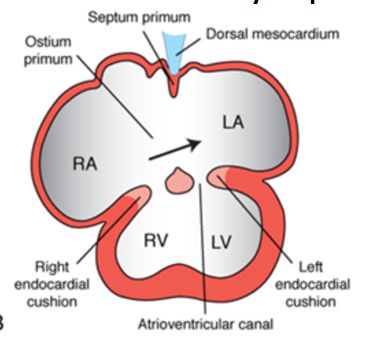 Septum primum
Dorsal mesocardium
Ostium
primum
LA
RA
RV
LV
Right
endocardial
cushion
Left
endocardial
cushion
Atrioventricular canal